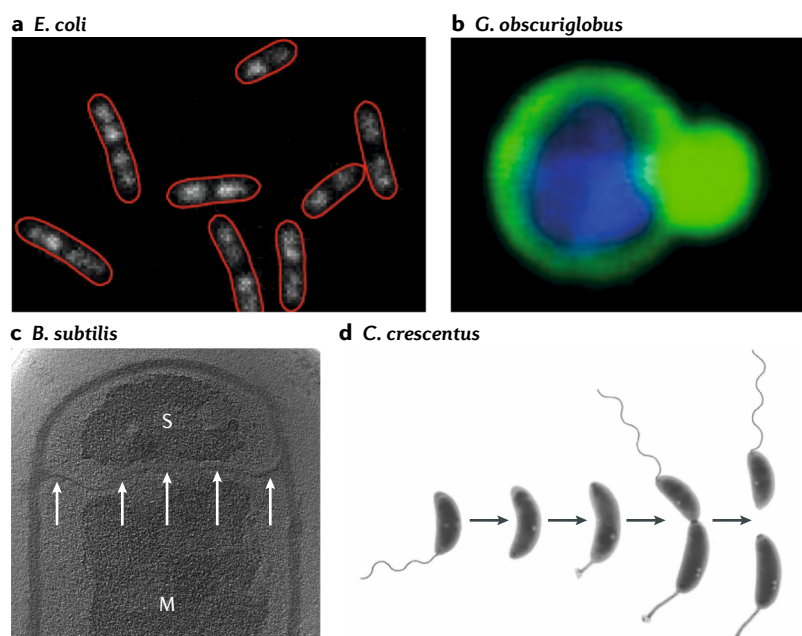 a E. coli
b G. obscuriglobus
c B. subtilis
S
M
d C. crescentus